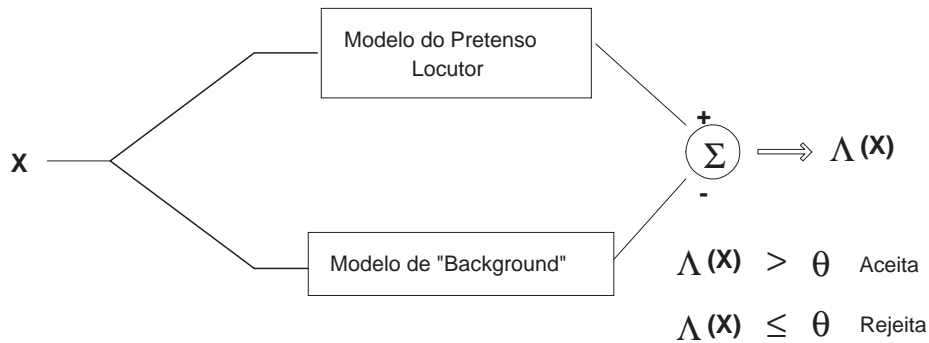 Modelo do Pretenso
Locutor
X
+
Σ
Λ (X)
-
Modelo de "Background"
Λ (X) > θ Aceita
Λ (X) ≤ θ Rejeita